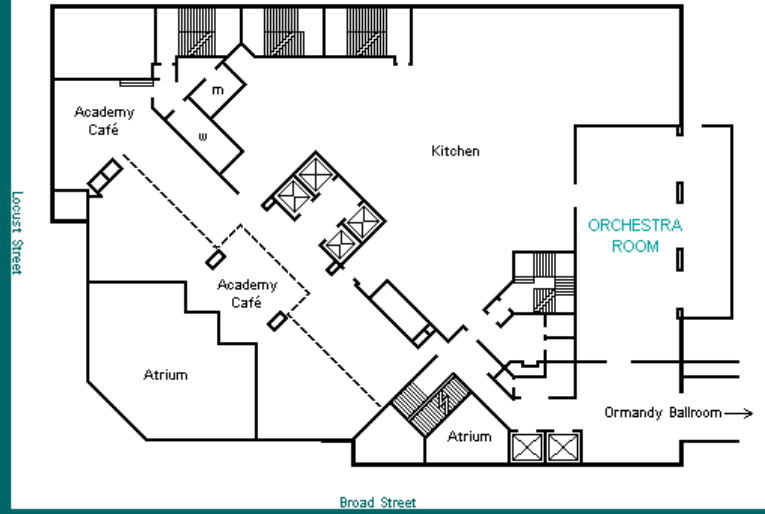 m
Academy
Café
w
Kitchen
Locust Street
ORCHESTRA
ROOM
Academy
Café
Atrium
Ormandy Ballroom
Atrium
Broad Street